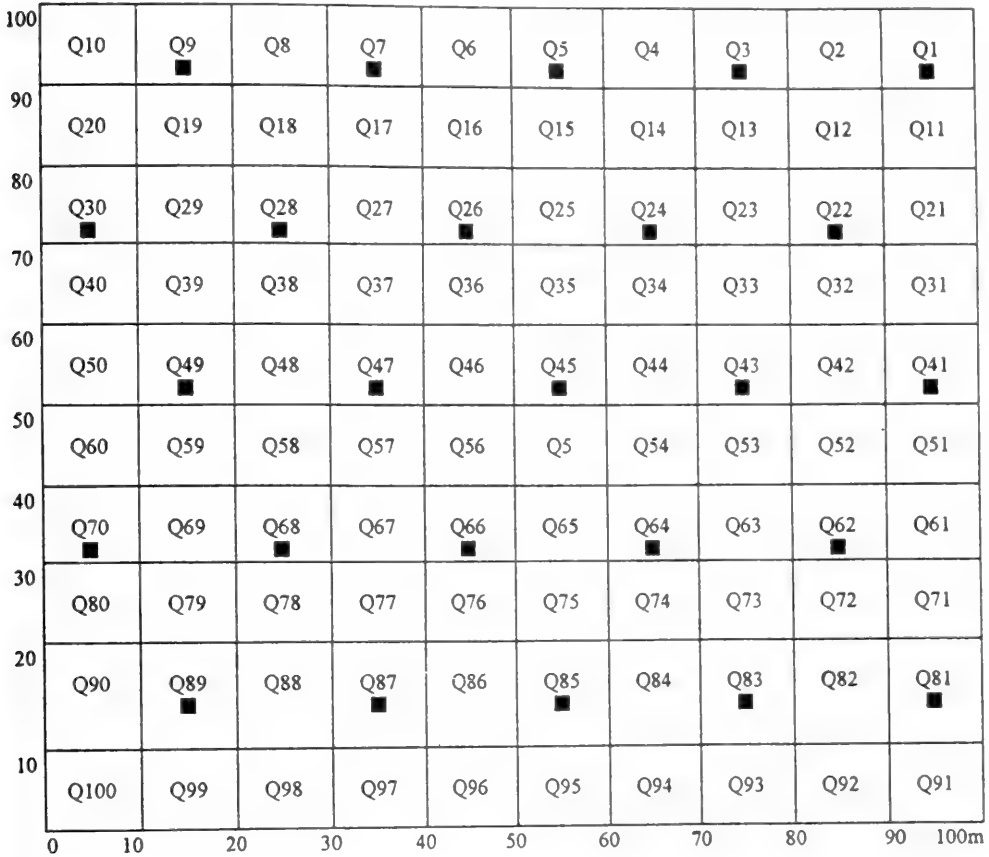 100
Q10 Q9 Q8 Q7 Q6 Q5 Q4 Q3 Q2 Q1
90
Q20 Q19 Q18 Q17 Q16 Q15 Q14 Q13 Q12 Q11
80
Q30 Q29 Q28 Q27 Q26 Q25 Q24 Q23 Q22 Q21
70
Q40 Q39 Q38 Q37 Q36 Q35 Q34 Q33 Q32 Q31
60
Q50 Q49 Q48 Q47 Q46 Q45 Q44 Q43 Q42 Q41
50
Q60 Q59 Q58 Q57 Q56 Q5 Q54 Q53 Q52 Q51
40
Q70 Q69 Q68 Q67 Q66 Q65 Q64 Q63 Q62 Q61
30
Q80 Q79 Q78 Q77 Q76 Q75 Q74 Q73 Q72 Q71
20
Q90 Q89 Q88 Q87 Q86 Q85 Q84 Q83 Q82 Q81
10
Q100 Q99 Q98 Q97 Q96 Q95 Q94 Q93 Q92 Q91
0 10 20 30 40 50 60 70 80 90 100m